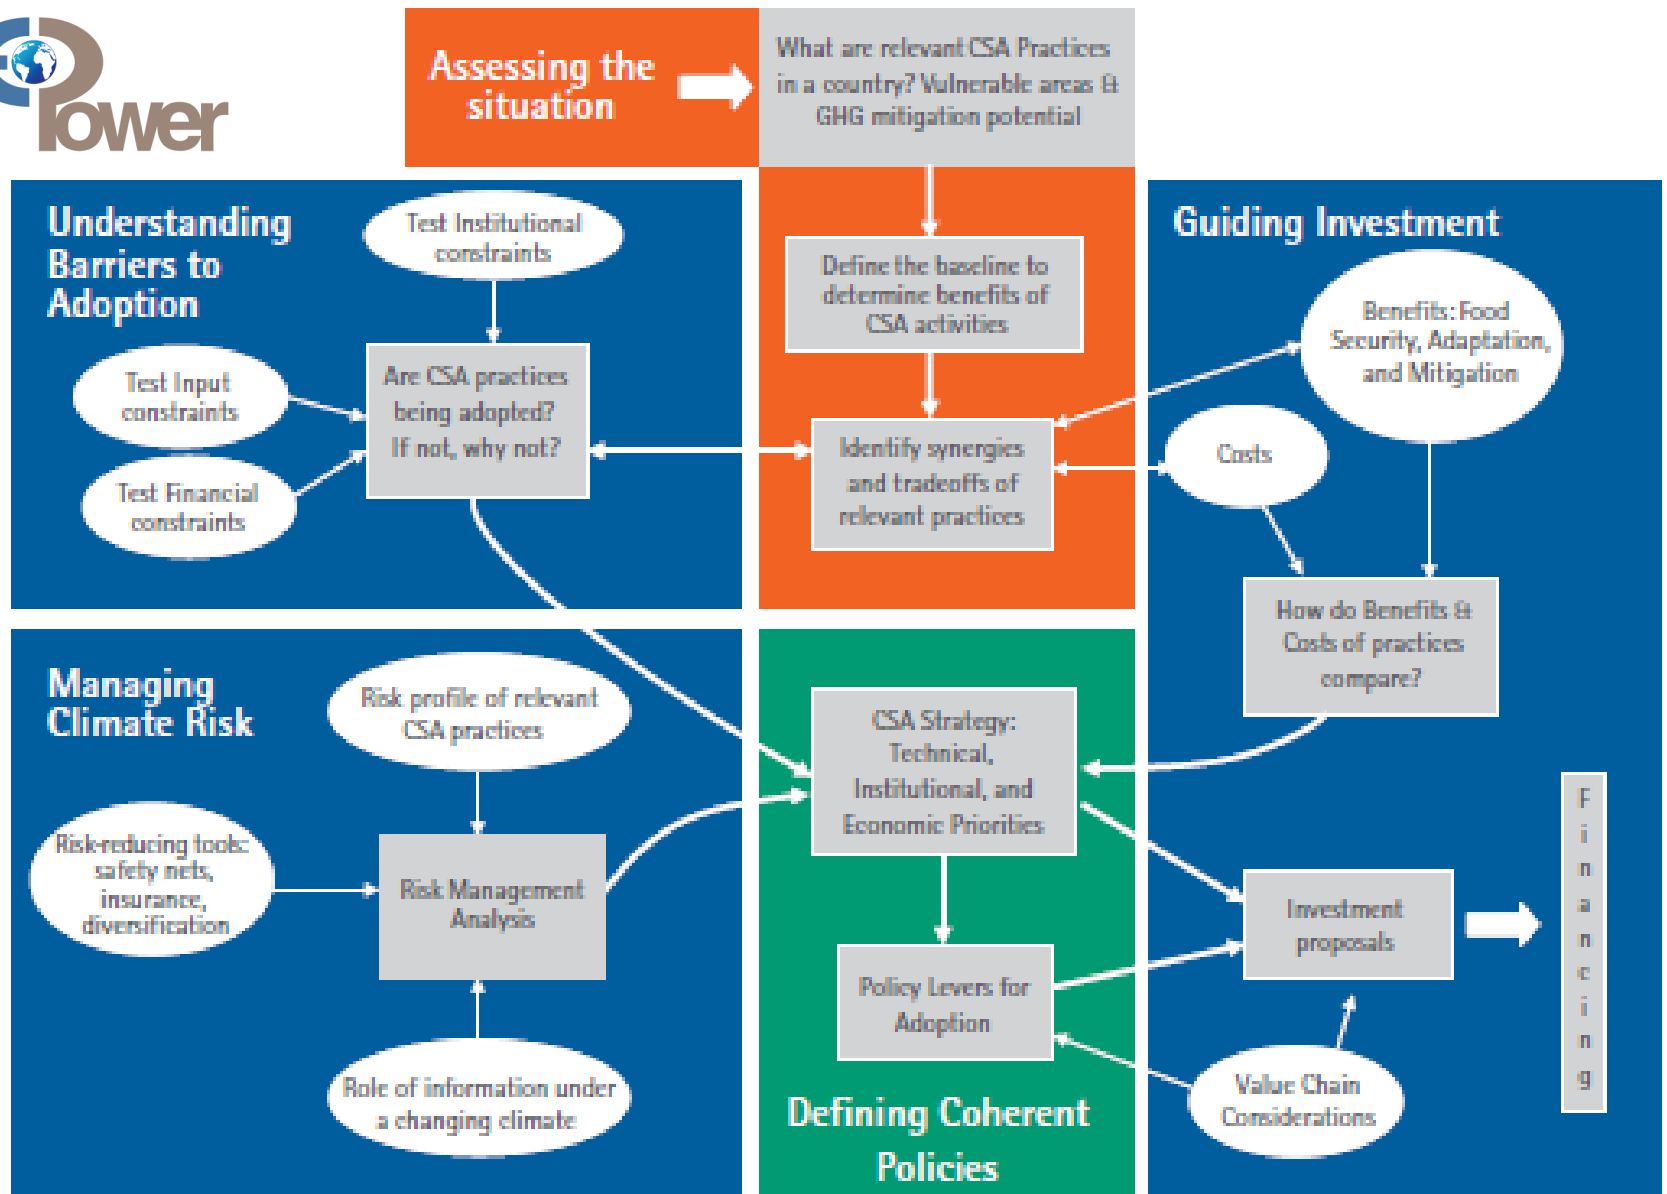 Power
Assessing the
situation
What are relevant CSA Practices
in a country? Vulnerable areas &
GHG mitigation potential
Understanding
Barriers to
Adoption
Test Institutional
constraints
Test Input
constraints
Test Financial
constraints
Are CSA practices
being adopted?
If not, why not?
Define the baseline to
determine benefits of
CSA activities
Identify synergies
and tradeoffs of
relevant practices
Guiding Investment
Benefits: Food
Security, Adaptation,
and Mitigation
Costs
How do Benefits &
Costs of practices
compare?
Managing
Climate Risk
Risk profile of relevant
CSA practices
Risk-reducing tools:
safety nets,
insurance,
diversification
Risk Management
Analysis
Role of information under
a changing climate
CSA Strategy:
Technical,
Institutional, and
Economic Priorities
Policy Levers for
Adoption
Defining Coherent
Policies
Investment
proposals
Value Chain
Considerations
Financing